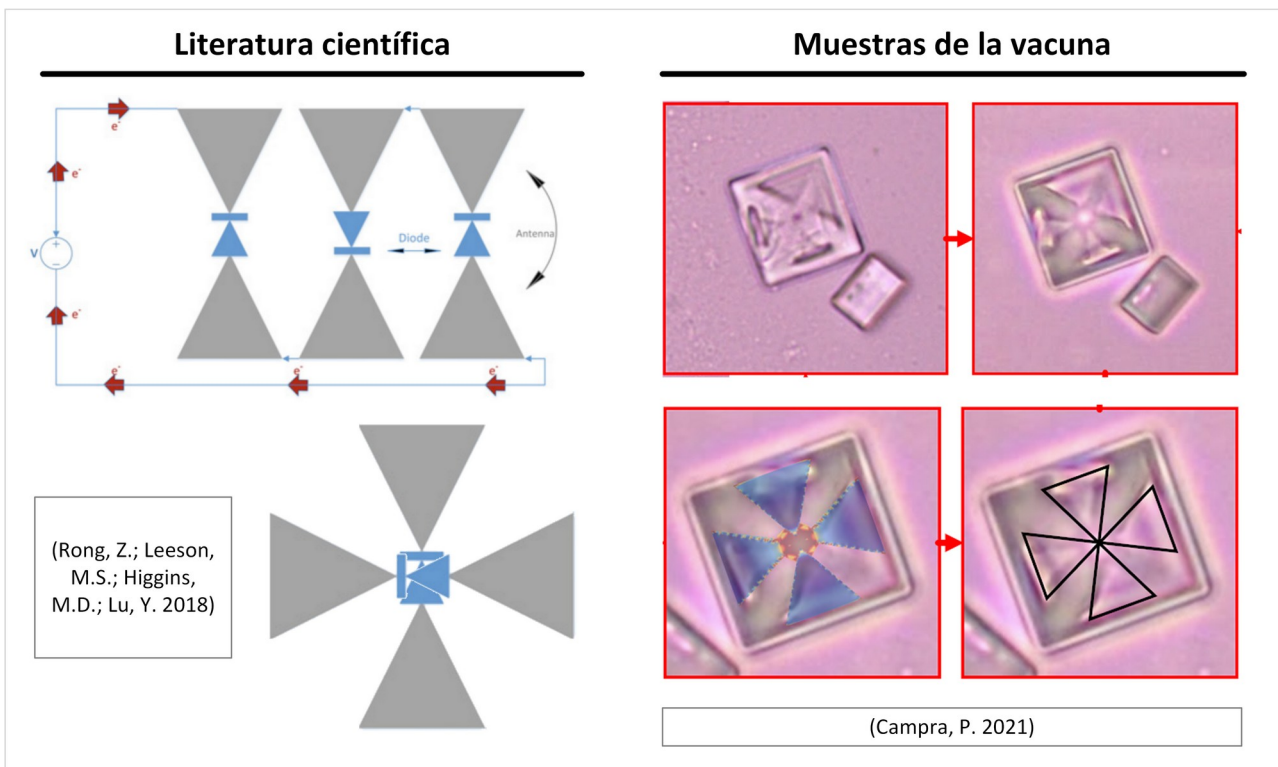 Literatura científica
Muestras de la vacuna
e-
e-
V
+
−
Diode
Antenna
e-
e-
e-
e-
(Rong, Z.; Leeson,
M.S.; Higgins,
M.D.; Lu, Y. 2018)
(Campra, P. 2021)